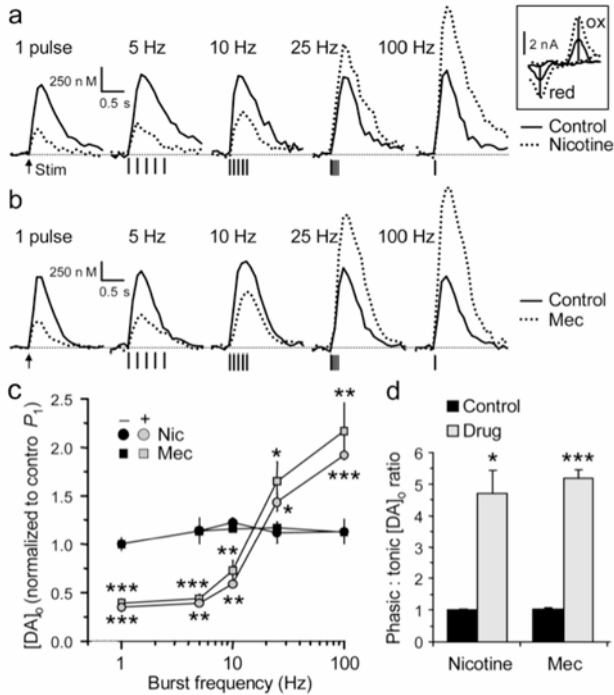 a
1 pulse 5 Hz 10 Hz 25 Hz 100 Hz
250 n M
0.5 s
Stim
2 nA
ox
red
Control
Nicotine
b
1 pulse 5 Hz 10 Hz 25 Hz 100 Hz
250 n M
0.5 s
Control
Mec
c
[DA]o (normalized to contro P1)
2.5
2.0
1.5
1.0
0.5
0.0
– +
Nic
Mec
*** *** *** ** ** ** * * ** ***
1 10 100
Burst frequency (Hz)
d
Control
Drug
Phasic : tonic [DA]o ratio
6
5
4
3
2
1
0
* ***
Nicotine Mec